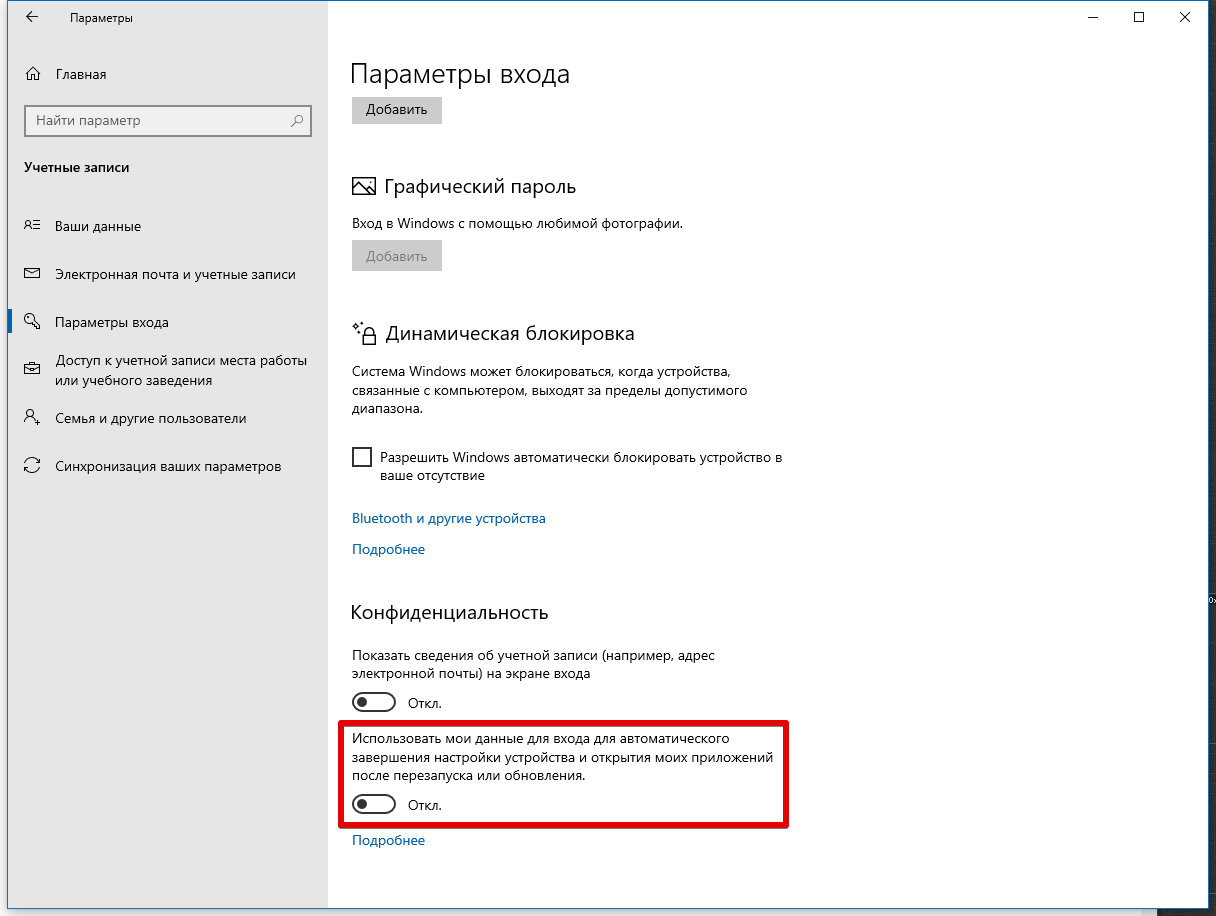 Параметры
Главная
Найти параметр
Учетные записи
Ваши данные
Электронная почта и учетные записи
Параметры входа
Доступ к учетной записи места работы
или учебного заведения
Семья и другие пользователи
Синхронизация ваших параметров
Параметры входа
Добавить
Графический пароль
Вход в Windows с помощью любимой фотографии.
Добавить
Динамическая блокировка
Система Windows может блокироваться, когда устройства,
связанные с компьютером, выходят за пределы допустимого
диапазона.
Разрешить Windows автоматически блокировать устройство в
ваше отсутствие
Bluetooth и другие устройства
Подробнее
Конфиденциальность
Показать сведения об учетной записи (например, адрес
электронной почты) на экране входа
Откл.
Использовать мои данные для входа для автоматического
завершения настройки устройства и открытия моих приложений
после перезапуска или обновления.
Откл.
Подробнее